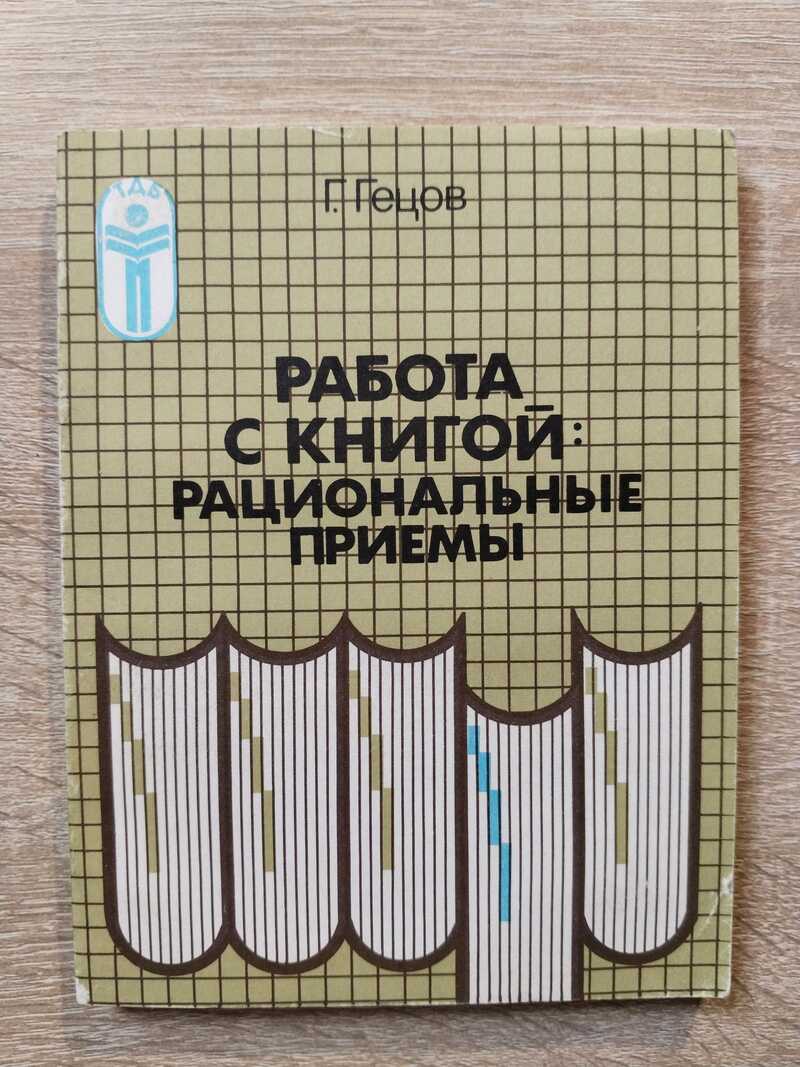 ТДБ
Г. Гецов
РАБОТА
С КНИГОЙ:
РАЦИОНАЛЬНЫЕ
ПРИЕМЫ